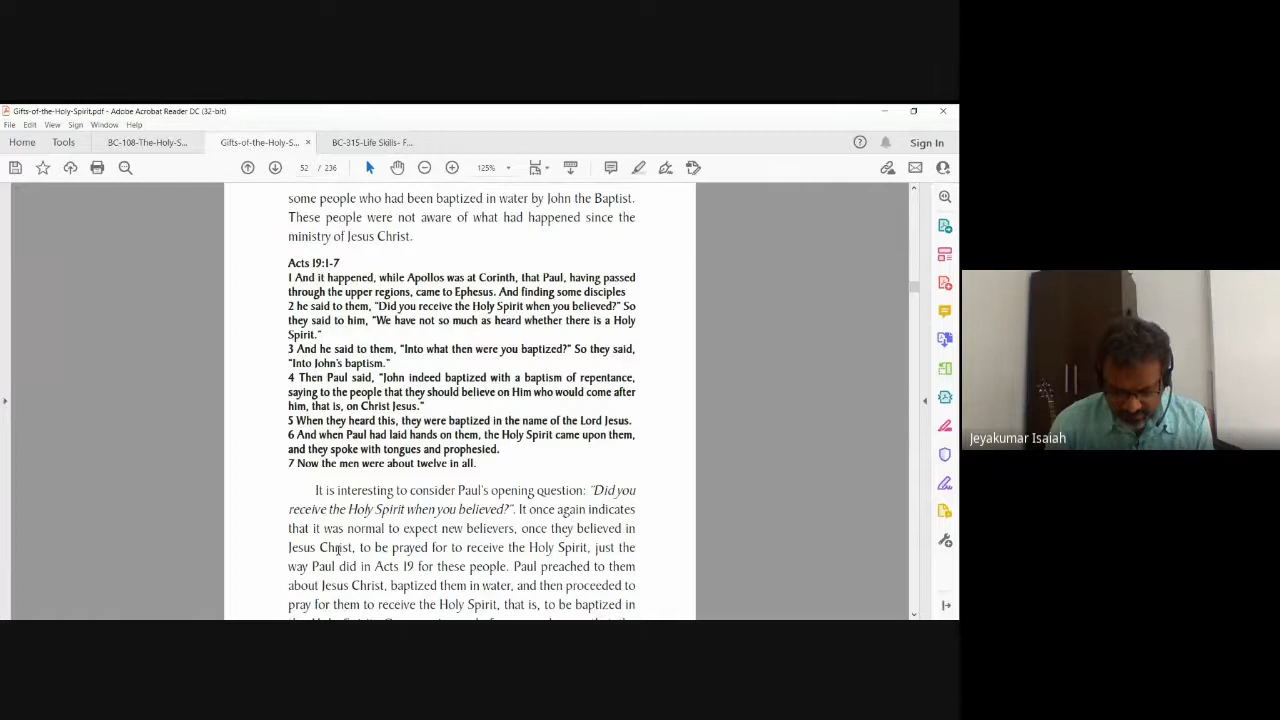 Gifts-of-the-Holy-Spirit.pdf - Adobe Acrobat Reader DC (32-bit)
File Edit View Sign Window Help
Home Tools BC-108-The-Holy-S... Gifts-of-the-Holy-S... × BC-315-Life Skills- F... Sign In
52 / 236 125%
some people who had been baptized in water by John the Baptist.
These people were not aware of what had happened since the
ministry of Jesus Christ.
Acts 19:1-7
1 And it happened, while Apollos was at Corinth, that Paul, having passed
through the upper regions, came to Ephesus. And finding some disciples
2 he said to them, "Did you receive the Holy Spirit when you believed?" So
they said to him, "We have not so much as heard whether there is a Holy
Spirit."
3 And he said to them, "Into what then were you baptized?" So they said,
"Into John's baptism."
4 Then Paul said, "John indeed baptized with a baptism of repentance,
saying to the people that they should believe on Him who would come after
him, that is, on Christ Jesus."
5 When they heard this, they were baptized in the name of the Lord Jesus.
6 And when Paul had laid hands on them, the Holy Spirit came upon them,
and they spoke with tongues and prophesied.
7 Now the men were about twelve in all.
It is interesting to consider Paul's opening question: "Did you
receive the Holy Spirit when you believed?". It once again indicates
that it was normal to expect new believers, once they believed in
Jesus Christ, to be prayed for to receive the Holy Spirit, just the
way Paul did in Acts 19 for these people. Paul preached to them
about Jesus Christ, baptized them in water, and then proceeded to
pray for them to receive the Holy Spirit, that is, to be baptized in
Jeyakumar Isaiah